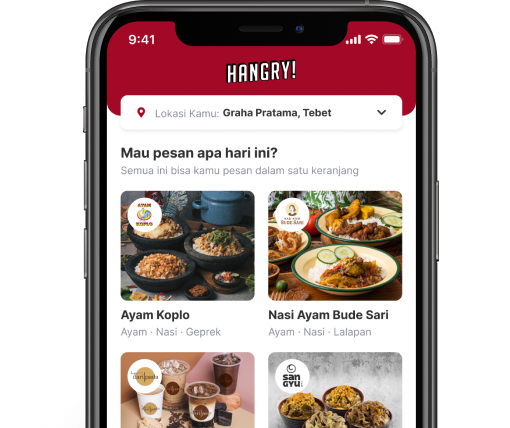 9:41
HANGRY!
Lokasi Kamu: Graha Pratama, Tebet
Mau pesan apa hari ini?
Semua ini bisa kamu pesan dalam satu keranjang
AYAM
KOPLO
NASI AYAM
BUDE SARI
Ayam Koplo
Nasi Ayam Bude Sari
Ayam · Nasi · Geprek
Ayam · Nasi · Lalapan
san
gyu